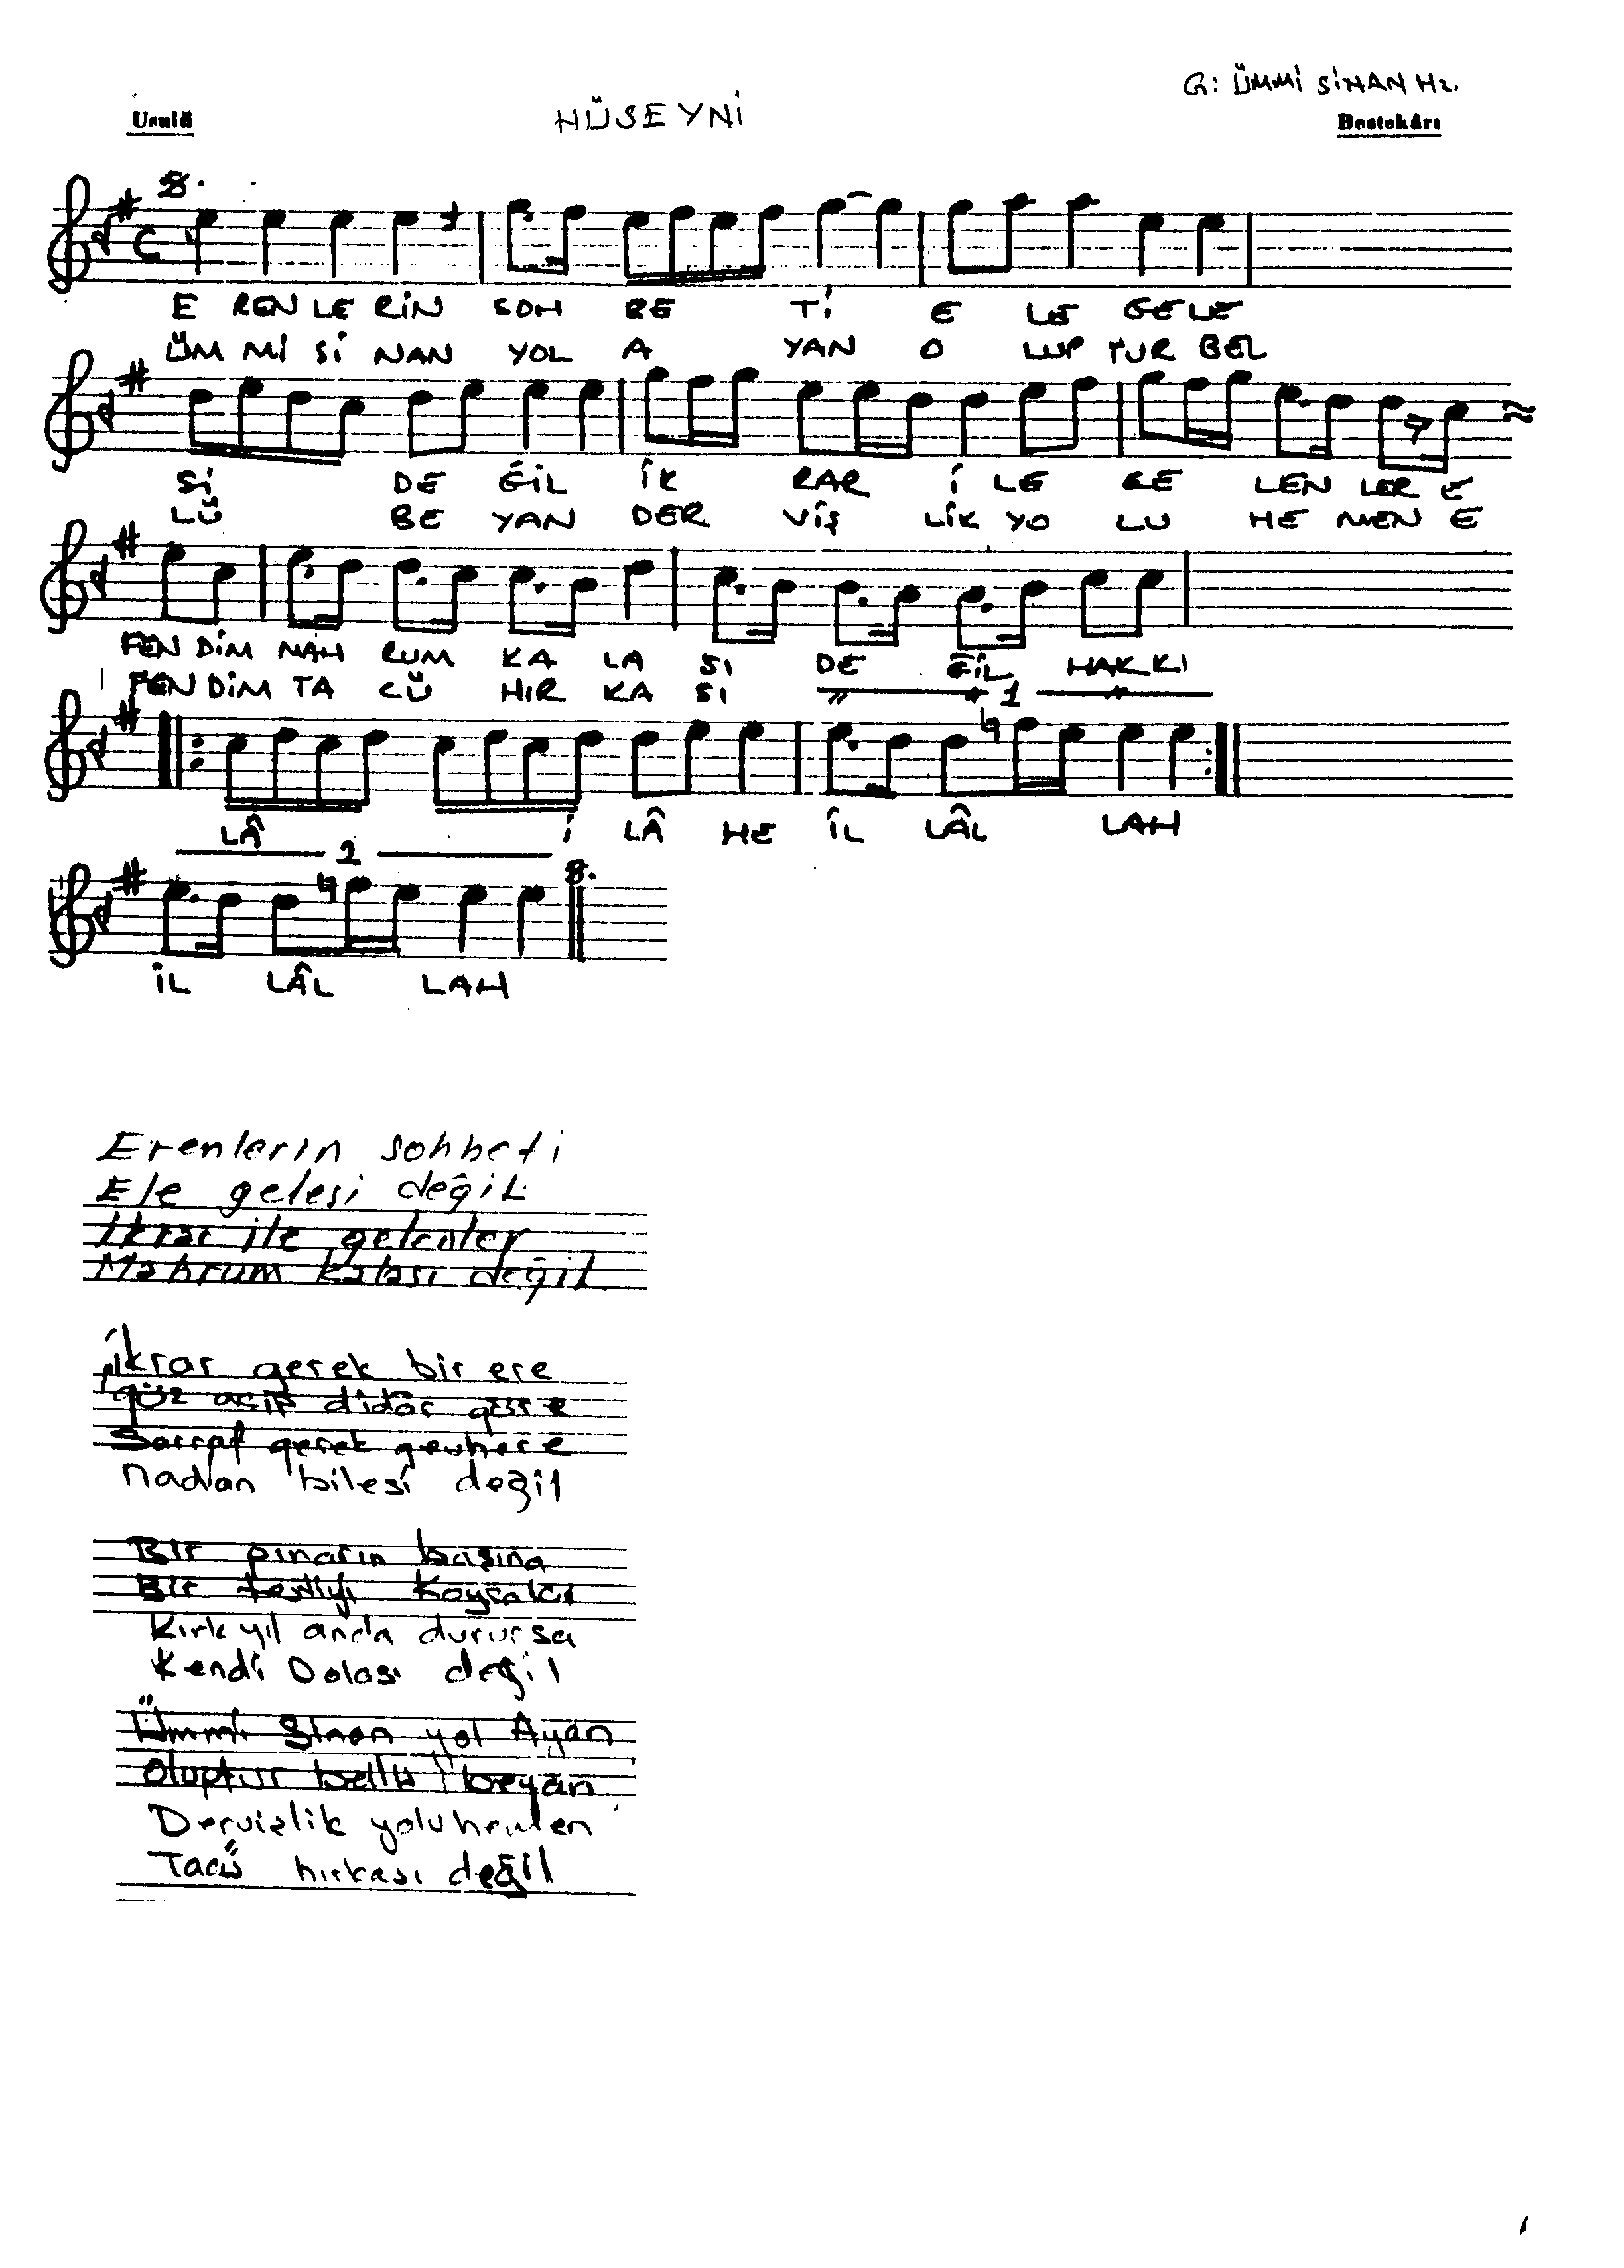 G: ÜMMİ SİNAN Hz.
Usulü
HÜSEYNİ
Bestekârı
E REN LE RİN SOH BE Tİ E LE GE LE
ÜM Mİ Sİ NAN YOL A YAN O LUP TUR BEL
Sİ DE ĞİL İK RAR İ LE GE LEN LER E
LÜ BE YAN DER VİŞ LİK YO LU HE MEN E
FEN DİM MAH RUM KA LA SI DE ĞİL HAK KI
FEN DİM TA CÜ HIR KA SI
1
LÂ İ LÂ HE İL LÂL LAH
2
İL LÂL LAH
Erenlerin sohbeti
Ele gelesi değil
İkrar ile gelenler
Mahrum kalası değil
İkrar gerek bir ere
göz açıp didâr göre
Sarraf gerek gevhere
Nadan bilesi değil
Bir pınarın başına
Bir testiyi koysalar
Kırk yıl anda durursa
Kendi Dolası değil
Ümmi Sinan yol Ayan
oluptur bellü beyan
Dervişlik yolu hemen
Tacü hırkası değil